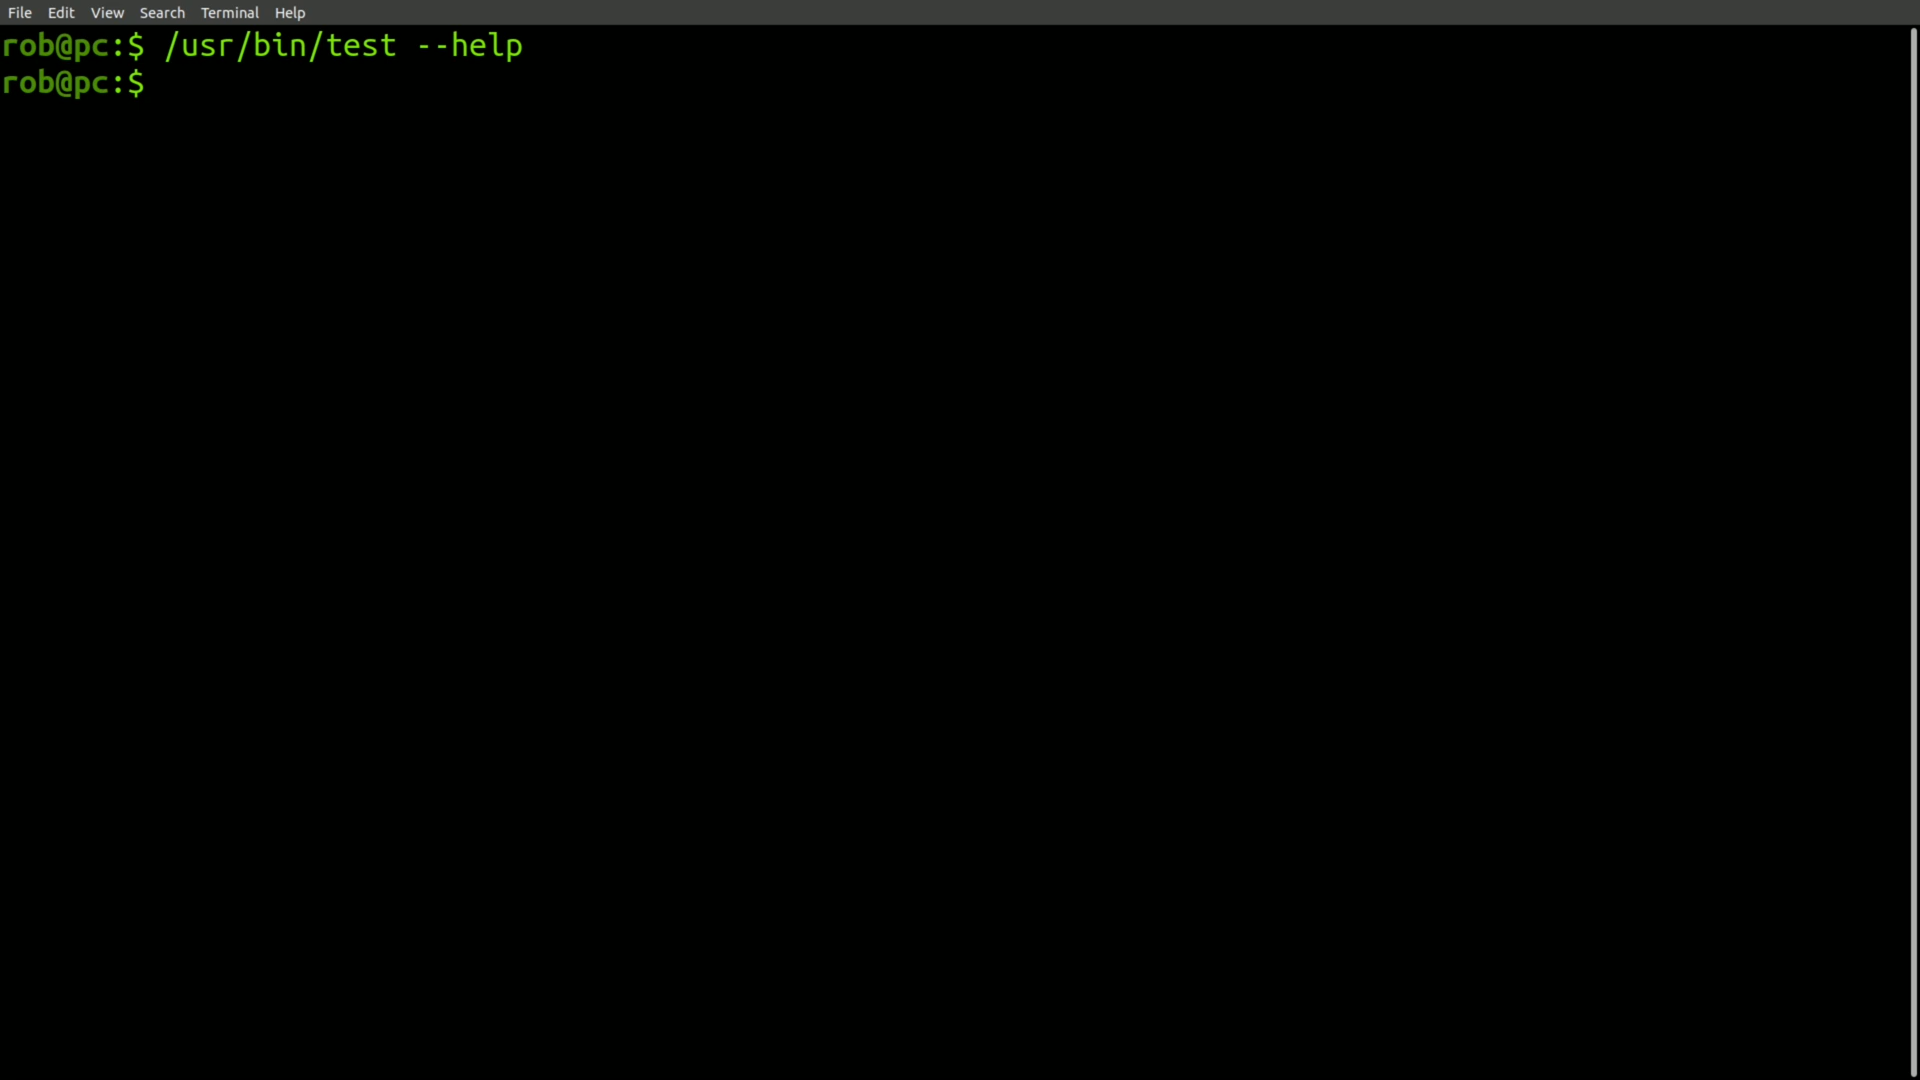 File Edit View Search Terminal Help
rob@pc:$ /usr/bin/test --help
rob@pc:$